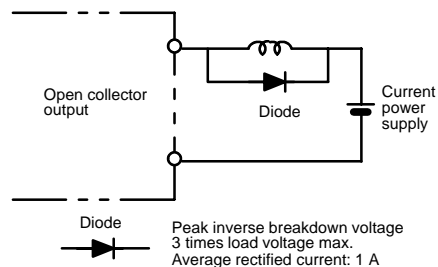 Open collector
output
Diode
Current
power
supply
Diode
Peak inverse breakdown voltage
3 times load voltage max.
Average rectified current: 1 A